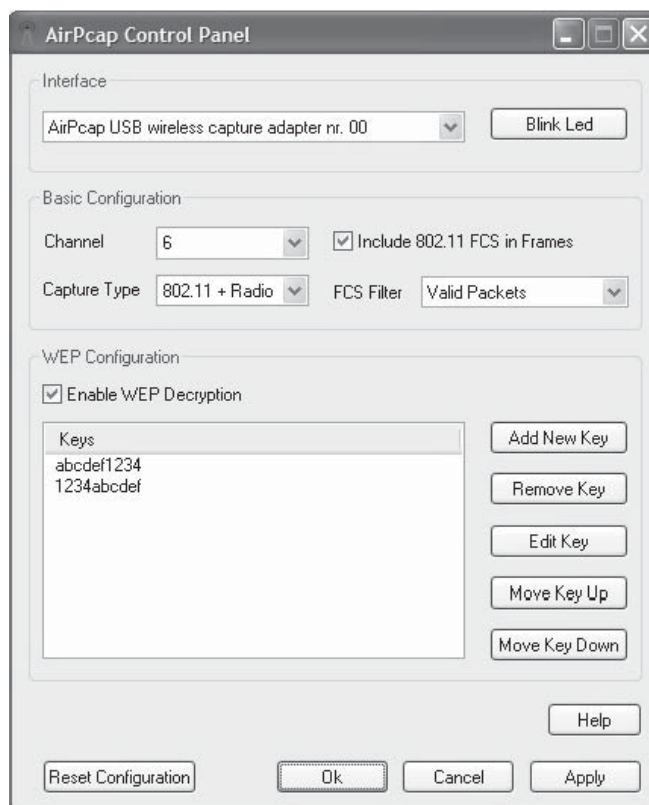 AirPcap Control Panel
Interface
AirPcap USB wireless capture adapter nr. 00
Blink Led
Basic Configuration
Channel
6
Include 802.11 FCS in Frames
Capture Type
802.11 + Radio
FCS Filter
Valid Packets
WEP Configuration
Enable WEP Decryption
Keys
abcdef1234
1234abcdef
Add New Key
Remove Key
Edit Key
Move Key Up
Move Key Down
Help
Reset Configuration
Ok
Cancel
Apply